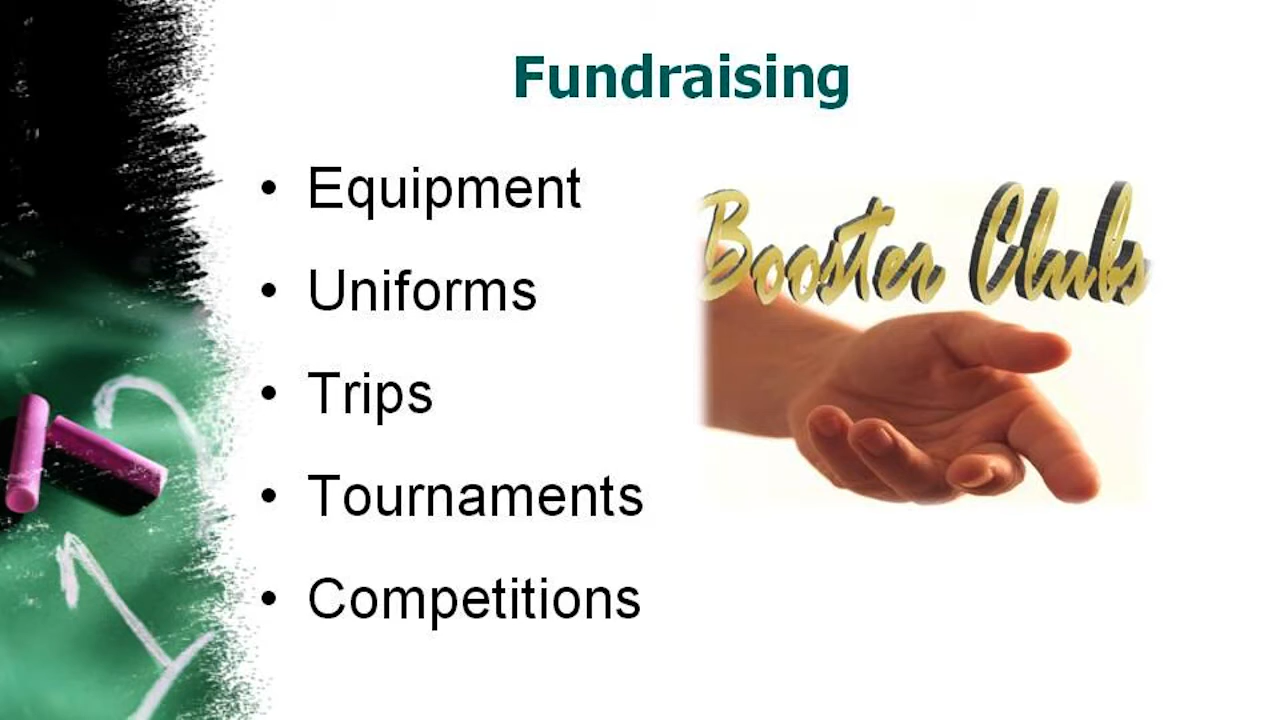 Fundraising
• Equipment
• Uniforms
• Trips
• Tournaments
• Competitions
Booster Clubs